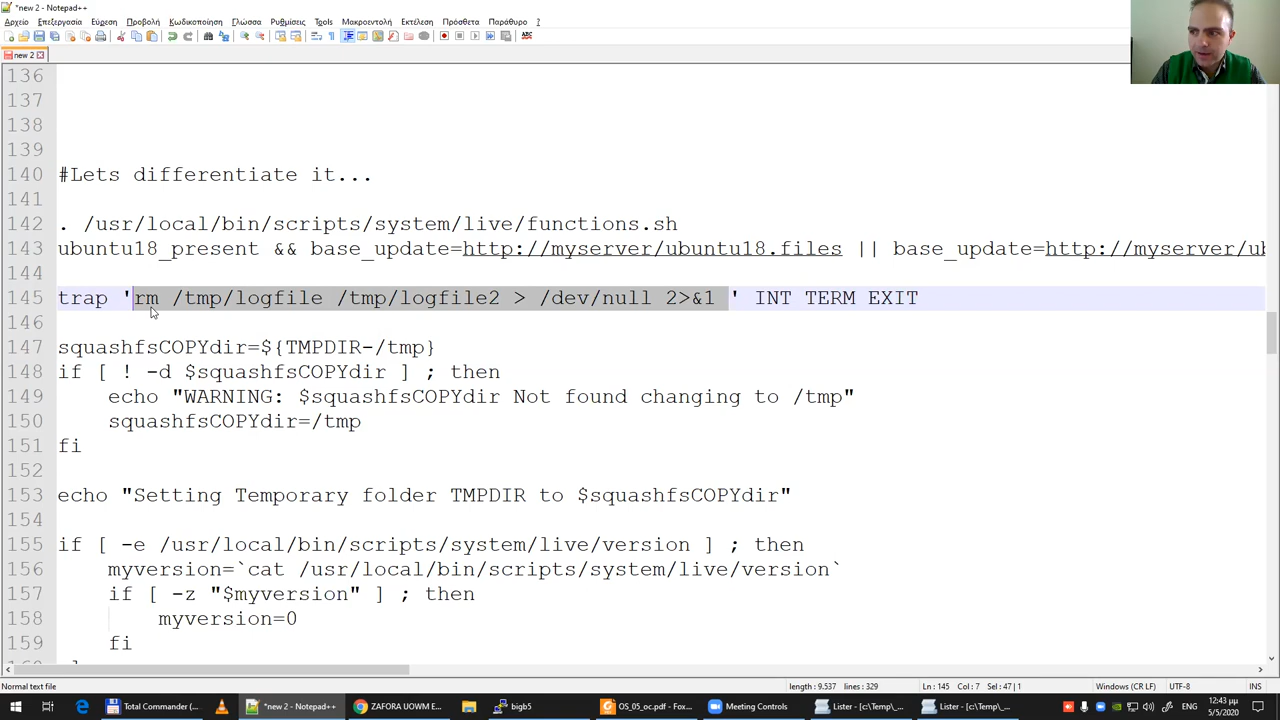 *new 2 - Notepad++
Αρχείο Επεξεργασία Εύρεση Προβολή Κωδικοποίηση Γλώσσα Ρυθμίσεις Tools Μακροεντολή Εκτέλεση Πρόσθετα Παράθυρο ?
new 2
136
137
138
139
140 #Lets differentiate it...
141
142 . /usr/local/bin/scripts/system/live/functions.sh
143 ubuntu18_present && base_update=http://myserver/ubuntu18.files || base_update=http://myserver/ub
144
145 trap 'rm /tmp/logfile /tmp/logfile2 > /dev/null 2>&1 ' INT TERM EXIT
146
147 squashfsCOPYdir=${TMPDIR-/tmp}
148 if [ ! -d $squashfsCOPYdir ] ; then
149 echo "WARNING: $squashfsCOPYdir Not found changing to /tmp"
150 squashfsCOPYdir=/tmp
151 fi
152
153 echo "Setting Temporary folder TMPDIR to $squashfsCOPYdir"
154
155 if [ -e /usr/local/bin/scripts/system/live/version ] ; then
156 myversion=`cat /usr/local/bin/scripts/system/live/version`
157 if [ -z "$myversion" ] ; then
158 myversion=0
159 fi
Normal text file length : 9.537 lines : 329 Ln : 145 Col : 7 Sel : 47 | 1 Windows (CR LF) UTF-8 INS
Total Commander (... *new 2 - Notepad++ ZAFORA UOWM E... bigb5 OS_05_oc.pdf - Fox... Meeting Controls Lister - [c:\Temp\_... Lister - [c:\Temp\_... 12:43 μμ
5/5/2020